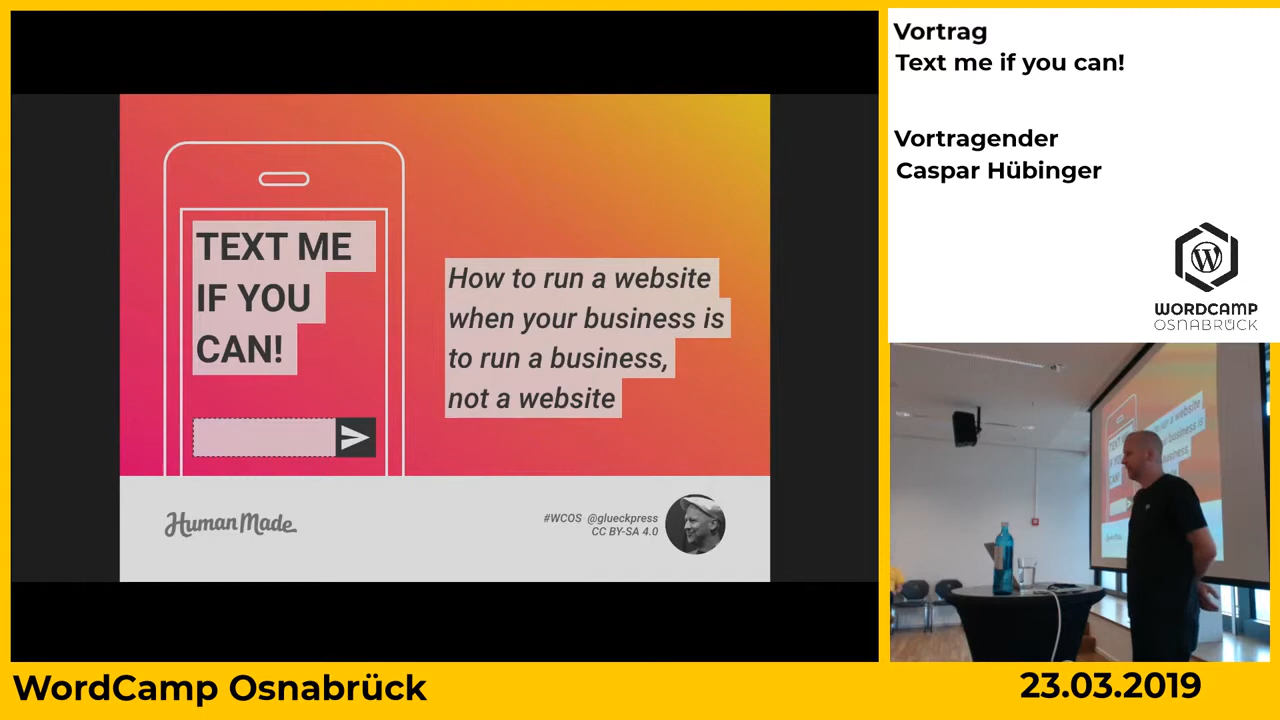 TEXT ME
IF YOU
CAN!
How to run a website
when your business is
to run a business,
not a website
Human Made
#WCOS @glueckpress
CC BY-SA 4.0
Vortrag
Text me if you can!
Vortragender
Caspar Hübinger
W
WORDCAMP
OSNABRÜCK
WordCamp Osnabrück
23.03.2019